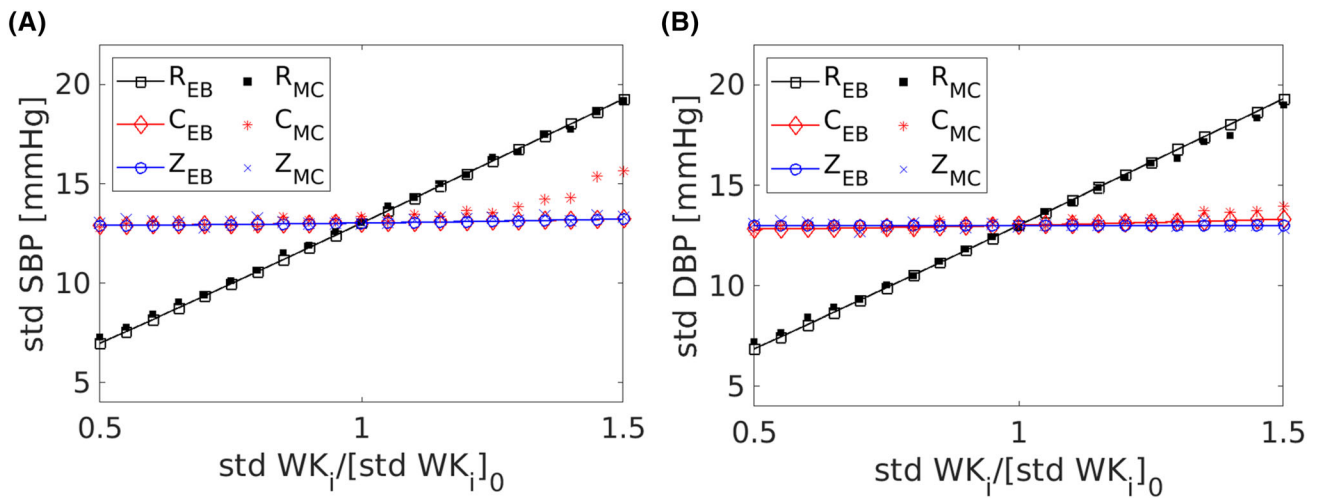 (A)
std SBP [mmHg]
20
15
10
5
R_EB R_MC
C_EB C_MC
Z_EB Z_MC
0.5 1 1.5
std WK_i/[std WK_i]_0
(B)
std DBP [mmHg]
20
15
10
5
R_EB R_MC
C_EB C_MC
Z_EB Z_MC
0.5 1 1.5
std WK_i/[std WK_i]_0